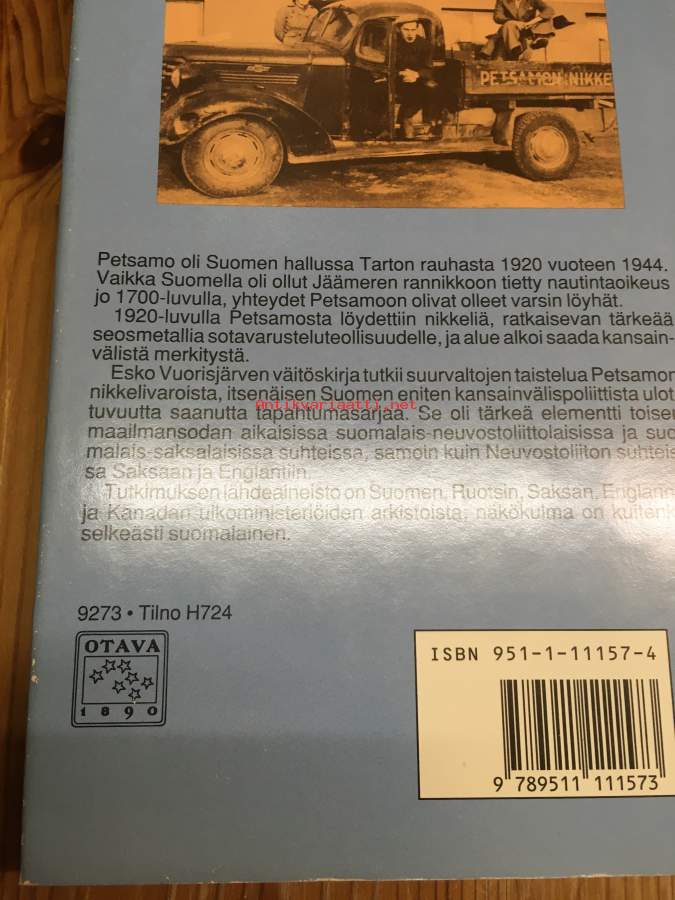 PETSAMON NIKKE
Petsamo oli Suomen hallussa Tarton rauhasta 1920 vuoteen 1944.
Vaikka Suomella oli ollut Jäämeren rannikkoon tietty nautintaoikeus
jo 1700-luvulla, yhteydet Petsamoon olivat olleet varsin löyhät.
1920-luvulla Petsamosta löydettiin nikkeliä, ratkaisevan tärkeää
seosmetallia sotavarusteluteollisuudelle, ja alue alkoi saada kansain-
välistä merkitystä.
Esko Vuorisjärven väitöskirja tutkii suurvaltojen taistelua Petsamon
nikkelivaroista, itsenäisen Suomen eniten kansainvälispoliittista ulot
tuvuutta saanutta tapahtumasarjaa. Se oli tärkeä elementti toisen
Antikvariaatti.net
maailmansodan aikaisissa suomalais-neuvostoliittolaisissa ja suo
malais-saksalaisissa suhteissa, samoin kuin Neuvostoliiton suhteis
sa Saksaan ja Englantiin.
Tutkimuksen lähdeaineisto on Suomen, Ruotsin, Saksan, Englann
ja Kanadan ulkoministeriöiden arkistoista; näkökulma on kuitenk
selkeästi suomalainen.
9273 • Tilno H724
OTAVA
1890
ISBN 951-1-11157-4
9 789511 111573